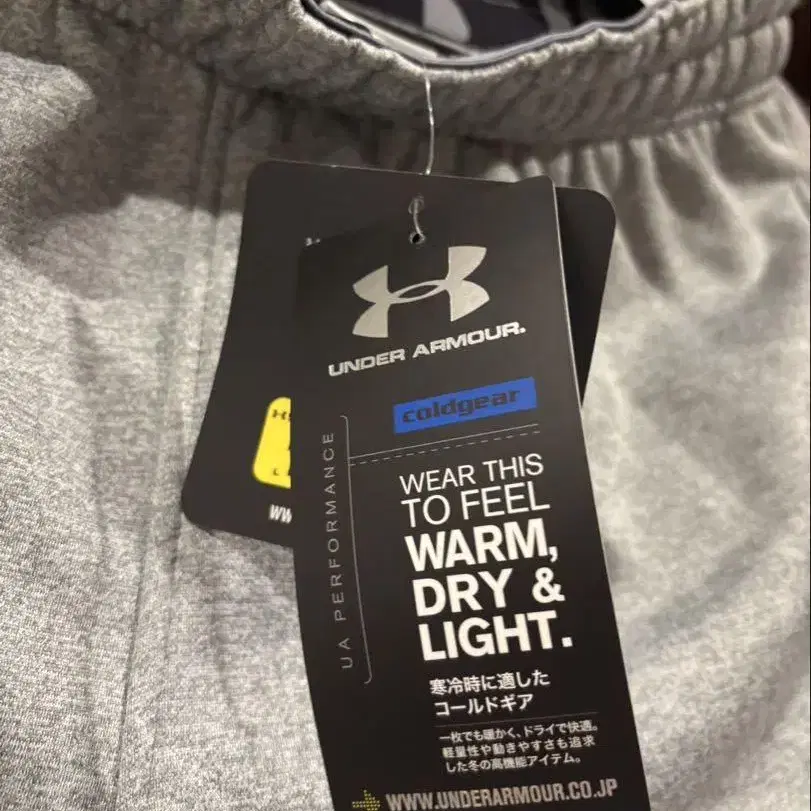 UNDER ARMOUR.
coldgear
UA PERFORMANCE
WEAR THIS
TO FEEL
WARM,
DRY &
LIGHT.
寒冷時に適した
コールドギア
一枚でも暖かく、ドライで快適。
軽量性や動きやすさも追求
した冬の高機能アイテム。
WWW.UNDERARMOUR.CO.JP